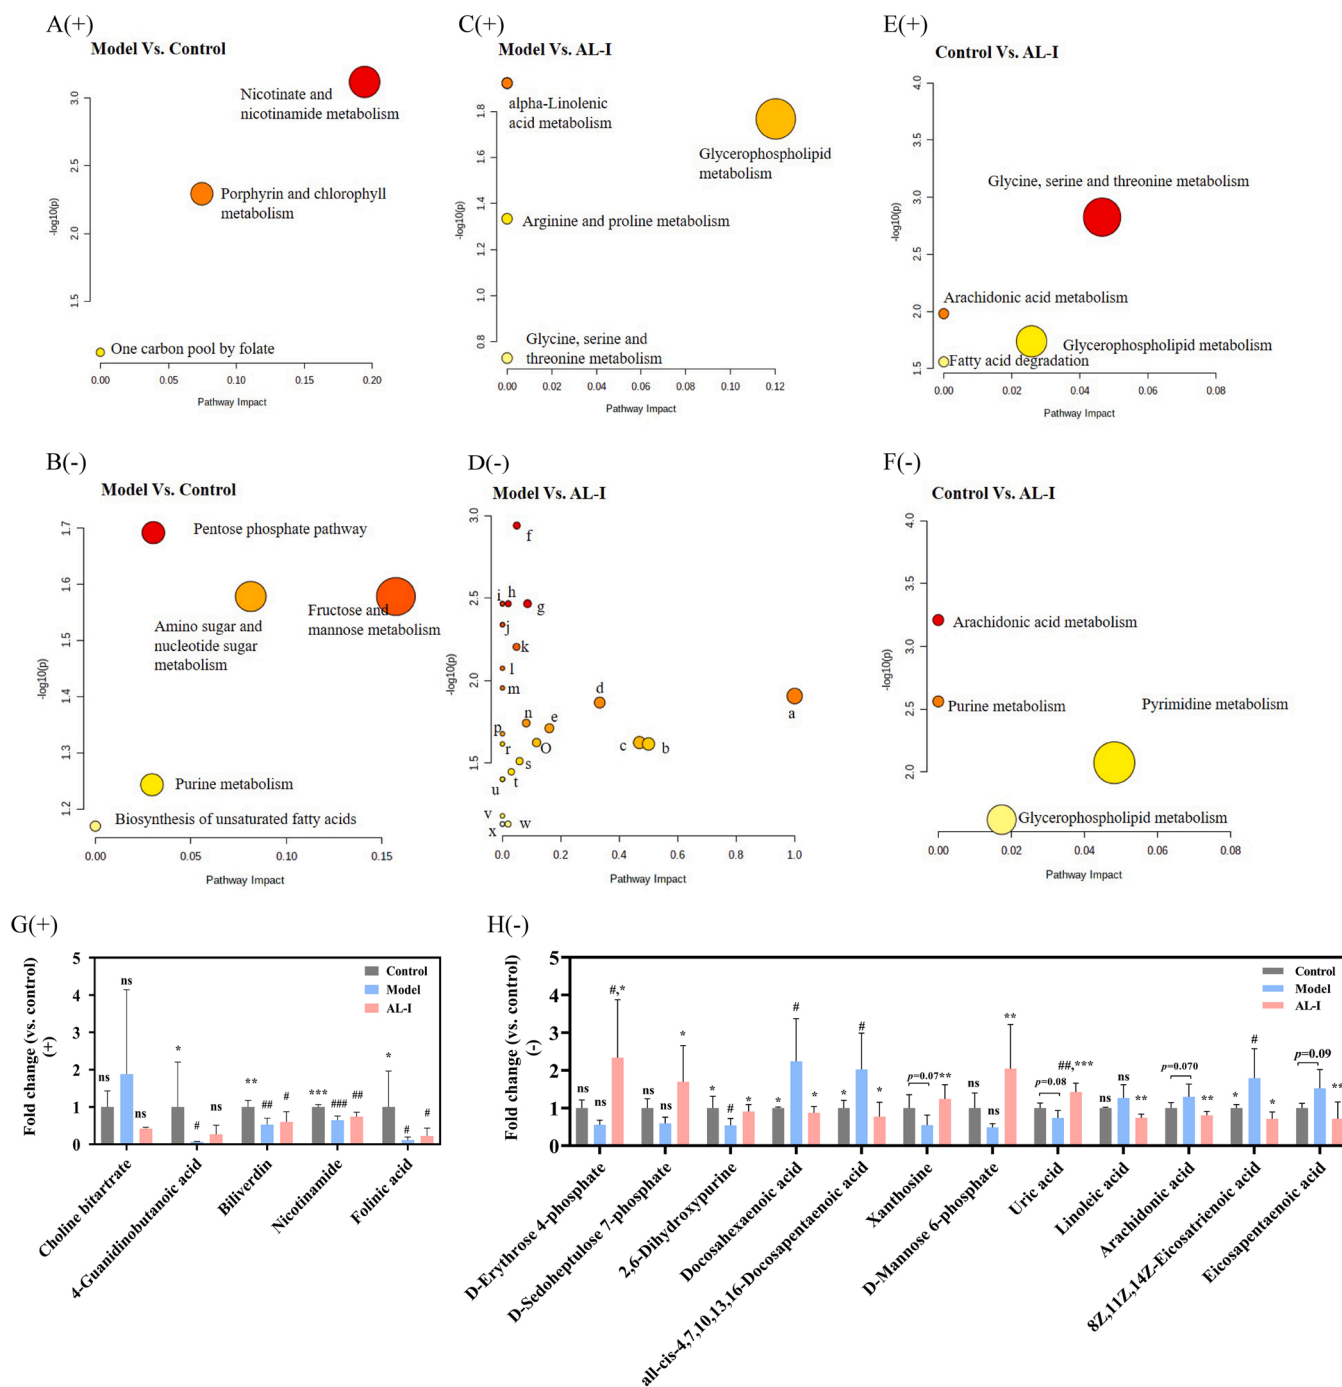 A(+)
Model Vs. Control
3.0
2.5
2.0
1.5
-log10(p)
Nicotinate and
nicotinamide metabolism
Porphyrin and chlorophyll
metabolism
One carbon pool by folate
0.00 0.05 0.10 0.15 0.20
Pathway Impact
C(+)
Model Vs. AL-I
1.8
1.6
1.4
1.2
1.0
0.8
-log10(p)
alpha-Linolenic
acid metabolism
Glycerophospholipid
metabolism
Arginine and proline metabolism
Glycine, serine and
threonine metabolism
0.00 0.02 0.04 0.06 0.08 0.10 0.12
Pathway Impact
E(+)
Control Vs. AL-I
4.0
3.5
3.0
2.5
2.0
1.5
-log10(p)
Glycine, serine and threonine metabolism
Arachidonic acid metabolism
Glycerophospholipid metabolism
Fatty acid degradation
0.00 0.02 0.04 0.06 0.08
Pathway Impact
B(-)
Model Vs. Control
1.7
1.6
1.5
1.4
1.3
1.2
-log10(p)
Pentose phosphate pathway
Amino sugar and
nucleotide sugar
metabolism
Fructose and
mannose metabolism
Purine metabolism
Biosynthesis of unsaturated fatty acids
0.00 0.05 0.10 0.15
Pathway Impact
D(-)
Model Vs. AL-I
3.0
2.5
2.0
1.5
-log10(p)
f
i h g
j
k
l
m
d
a
n e
p
r O c b
s
t
u
v
x w
0.0 0.2 0.4 0.6 0.8 1.0
Pathway Impact
F(-)
Control Vs. AL-I
4.0
3.5
3.0
2.5
2.0
-log10(p)
Arachidonic acid metabolism
Purine metabolism
Pyrimidine metabolism
Glycerophospholipid metabolism
0.00 0.02 0.04 0.06 0.08
Pathway Impact
G(+)
Fold change (vs. control)
(+)
5
4
3
2
1
0
Control
Model
AL-I
ns ns ns
* # ns
** ## #
*** ### ##
* # #
Choline bitartrate
4-Guanidinobutanoic acid
Biliverdin
Nicotinamide
Folinic acid
H(-)
Fold change (vs. control)
(-)
5
4
3
2
1
0
Control
Model
AL-I
ns ns #,*
ns ns *
* # *
* # *
* # *
p=0.07 **
ns ns **
p=0.08 ##,***
ns ns **
p=0.070 **
* # *
p=0.09 **
D-Erythrose 4-phosphate
D-Sedoheptulose 7-phosphate
2,6-Dihydroxypurine
Docosahexaenoic acid
all-cis-4,7,10,13,16-Docosapentaenoic acid
Xanthosine
D-Mannose 6-phosphate
Uric acid
Linoleic acid
Arachidonic acid
8Z,11Z,14Z-Eicosatrienoic acid
Eicosapentaenoic acid